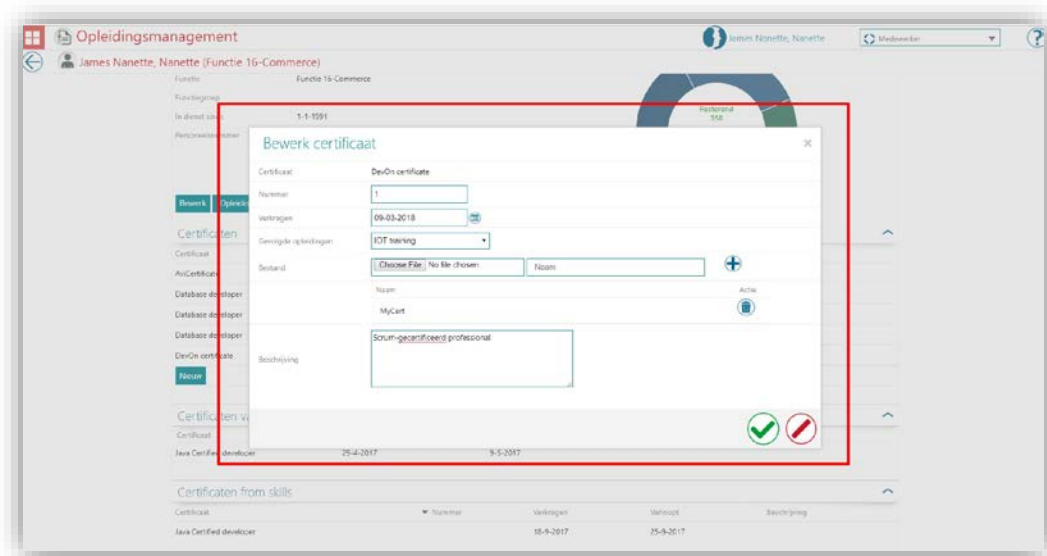 Opleidingsmanagement
James Nanette, Nanette
Medewerker
?
James Nanette, Nanette (Functie 16-Commerce)
Functie
Functie 16-Commerce
Functiegroep
In dienst sinds
1-1-1991
Personeelsnummer
Resterend
558
Bewerk certificaat
×
Certificaat
DevOn certificate
Nummer
1
Verkregen
09-03-2018
Gevolgde opleidingen
IOT training
Bestand
Choose File No file chosen
Naam
Naam
Actie
MyCert
Beschrijving
Scrum-gecertificeerd professional
Bewerk
Certificaten
Certificaat
Database developer
Database developer
Database developer
DevOn certificate
Nieuw
Certificaten
Certificaat
Java Certified developer
25-4-2017
9-5-2017
Certificaten from skills
Certificaat
Nummer
Verkregen
Verloopt
Beschrijving
Java Certified developer
18-9-2017
25-9-2017